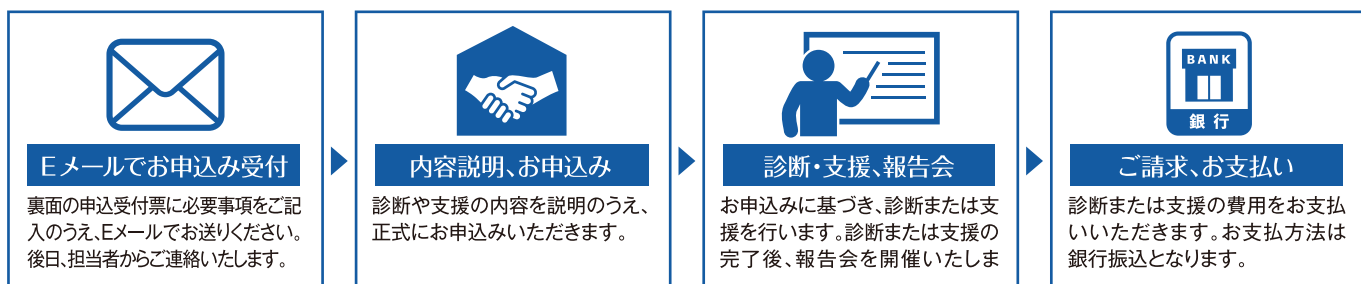 Eメールでお申込み受付
裏面の申込受付票に必要事項をご記
入のうえ、Eメールでお送りください。
後日、担当者からご連絡いたします。
内容説明、お申込み
診断や支援の内容を説明のうえ、
正式にお申込みいただきます。
診断・支援、報告会
お申込みに基づき、診断または支
援を行います。診断または支援の
完了後、報告会を開催いたしま
BANK
銀行
ご請求、お支払い
診断または支援の費用をお支払
いいただきます。お支払方法は
銀行振込となります。